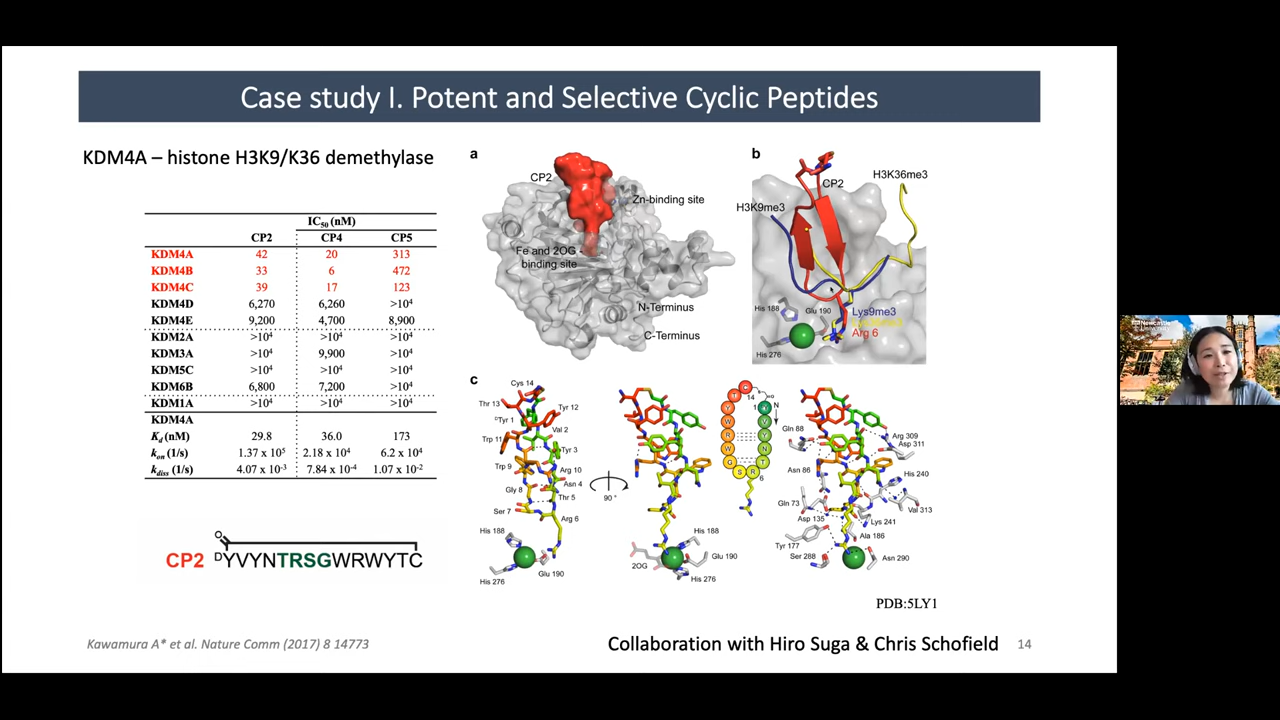 Case study I. Potent and Selective Cyclic Peptides
KDM4A – histone H3K9/K36 demethylase
IC50 (nM)
CP2 CP4 CP5
KDM4A 42 20 313
KDM4B 33 6 472
KDM4C 39 17 123
KDM4D 6,270 6,260 >10⁴
KDM4E 9,200 4,700 8,900
KDM2A >10⁴ >10⁴ >10⁴
KDM3A >10⁴ 9,900 >10⁴
KDM5C >10⁴ >10⁴ >10⁴
KDM6B 6,800 7,200 >10⁴
KDM1A >10⁴ >10⁴ >10⁴
KDM4A
Kd (nM) 29.8 36.0 173
kon (1/s) 1.37 x 10⁵ 2.18 x 10⁴ 6.2 x 10⁴
kdiss (1/s) 4.07 x 10⁻³ 7.84 x 10⁻⁴ 1.07 x 10⁻²
O
CP2 DYVYNTRSGWRWYTC
a
CP2
Zn-binding site
Fe and 2OG -
binding site
N-Terminus
C-Terminus
b
CP2
H3K36me3
H3K9me3
His 188
Glu 190
Lys9me3
Arg 6
His 276
c
Cys 14
Thr 13
DTyr 1
Tyr 12
Val 2
Trp 11
Tyr 3
Trp 9
Arg 10
Asn 4
Gly 8
Thr 5
Ser 7
Arg 6
His 188
His 276
Glu 190
90 °
His 188
2OG
Glu 190
His 276
14
1
N
Y
V
W
Y
R
N
W
T
G
S
R
6
Gln 88
Arg 309
Asp 311
Asn 86
His 240
Gln 73
Val 313
Asp 135
Lys 241
Ala 186
Tyr 177
Ser 288
Asn 290
PDB:5LY1
Kawamura A* et al. Nature Comm (2017) 8 14773
Collaboration with Hiro Suga & Chris Schofield
14
Newcastle
University